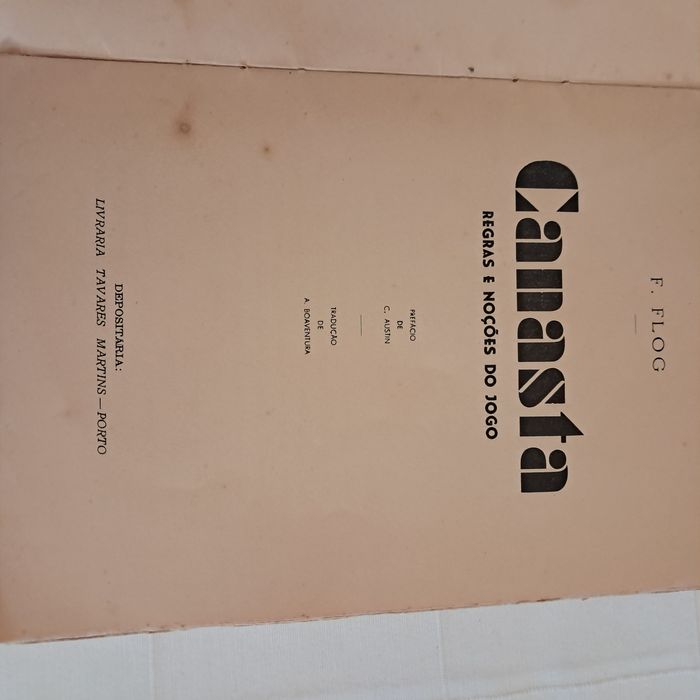 F. FLOG
Canasta
REGRAS E NOÇÕES DO JOGO
PREFÁCIO
DE
C. AUSTIN
TRADUÇÃO
DE
A. BOAVENTURA
DEPOSITÁRIA:
LIVRARIA TAVARES MARTINS — PORTO